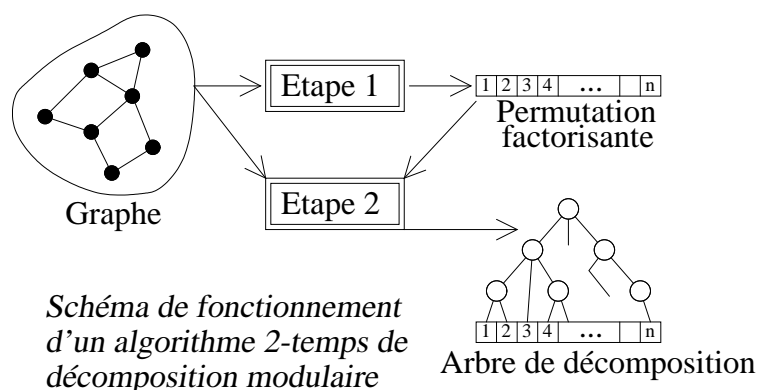 Etape 1
1 2 3 4 ... n
Permutation
factorisante
Etape 2
Graphe
Schéma de fonctionnement
d'un algorithme 2-temps de
décomposition modulaire
1 2 3 4 ... n
Arbre de décomposition